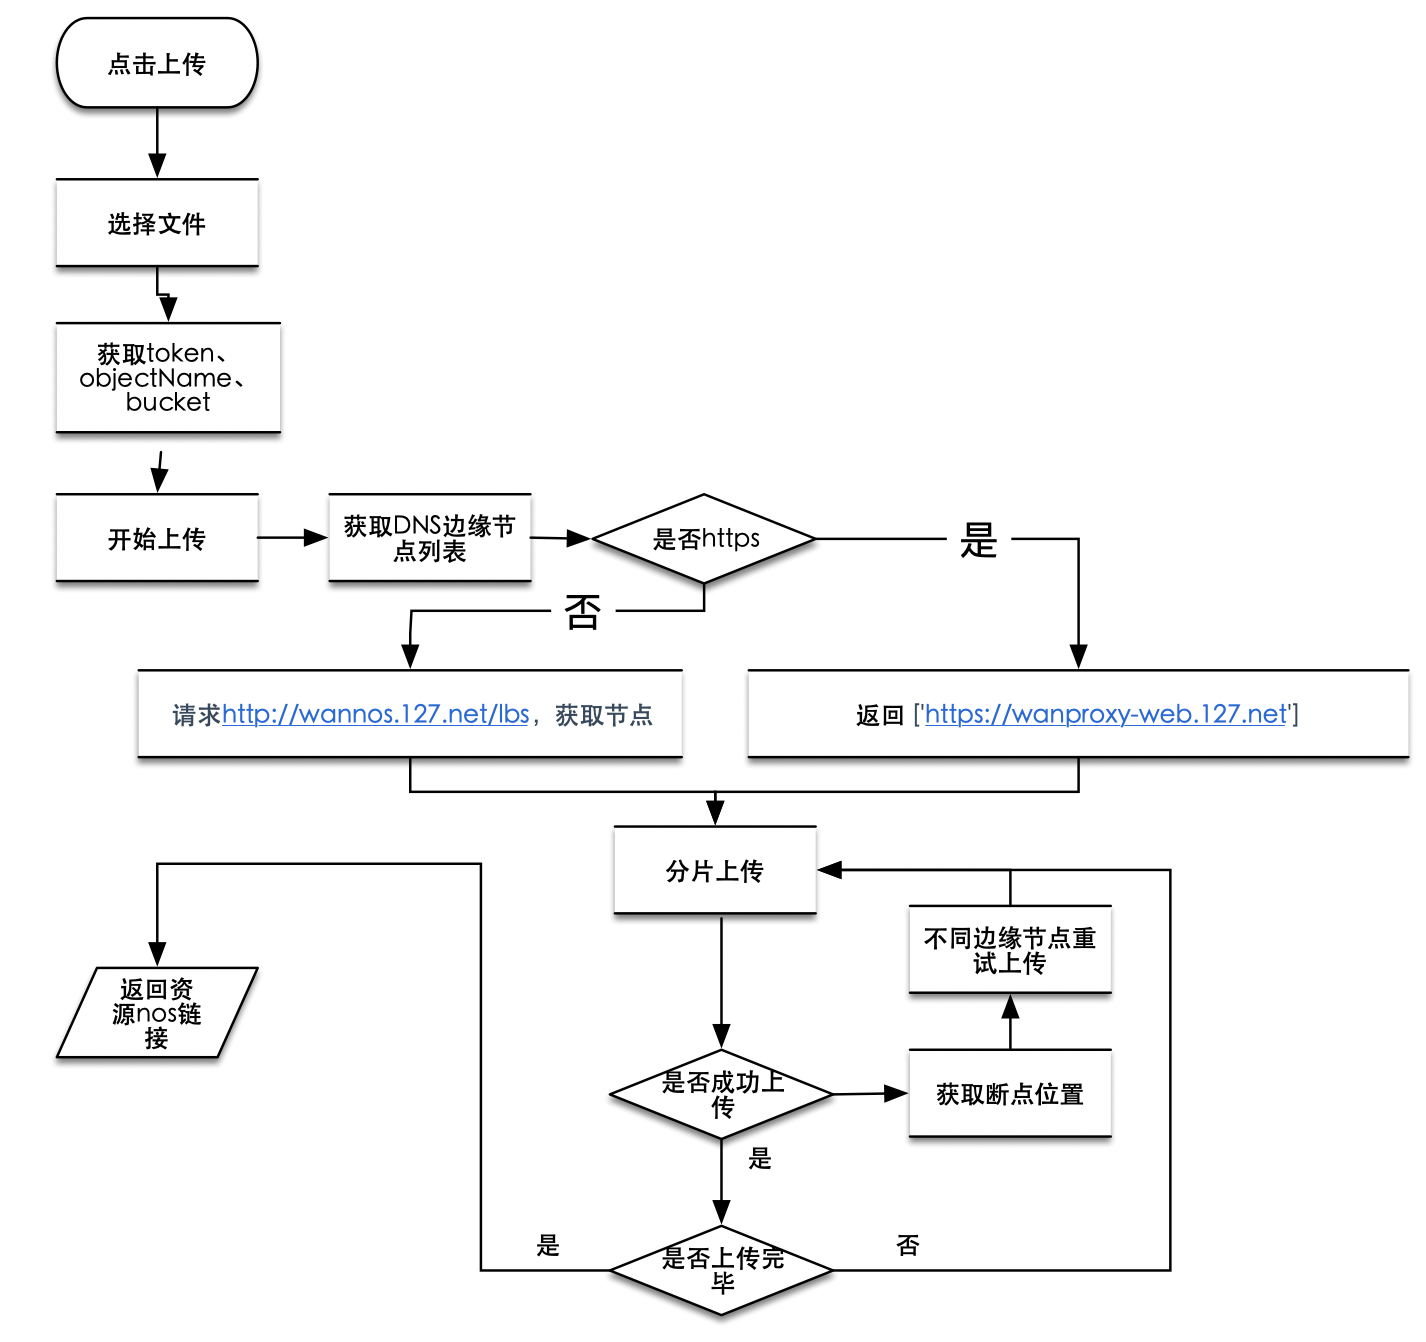 点击上传
选择文件
获取token、
objectName、
bucket
开始上传
获取DNS边缘节
点列表
是否https
是
否
请求http://wannos.127.net/lbs，获取节点
返回 ['https://wanproxy-web.127.net']
分片上传
不同边缘节点重
试上传
返回资
源nos链
接
是否成功上
传
获取断点位置
是
是
否
是否上传完
毕